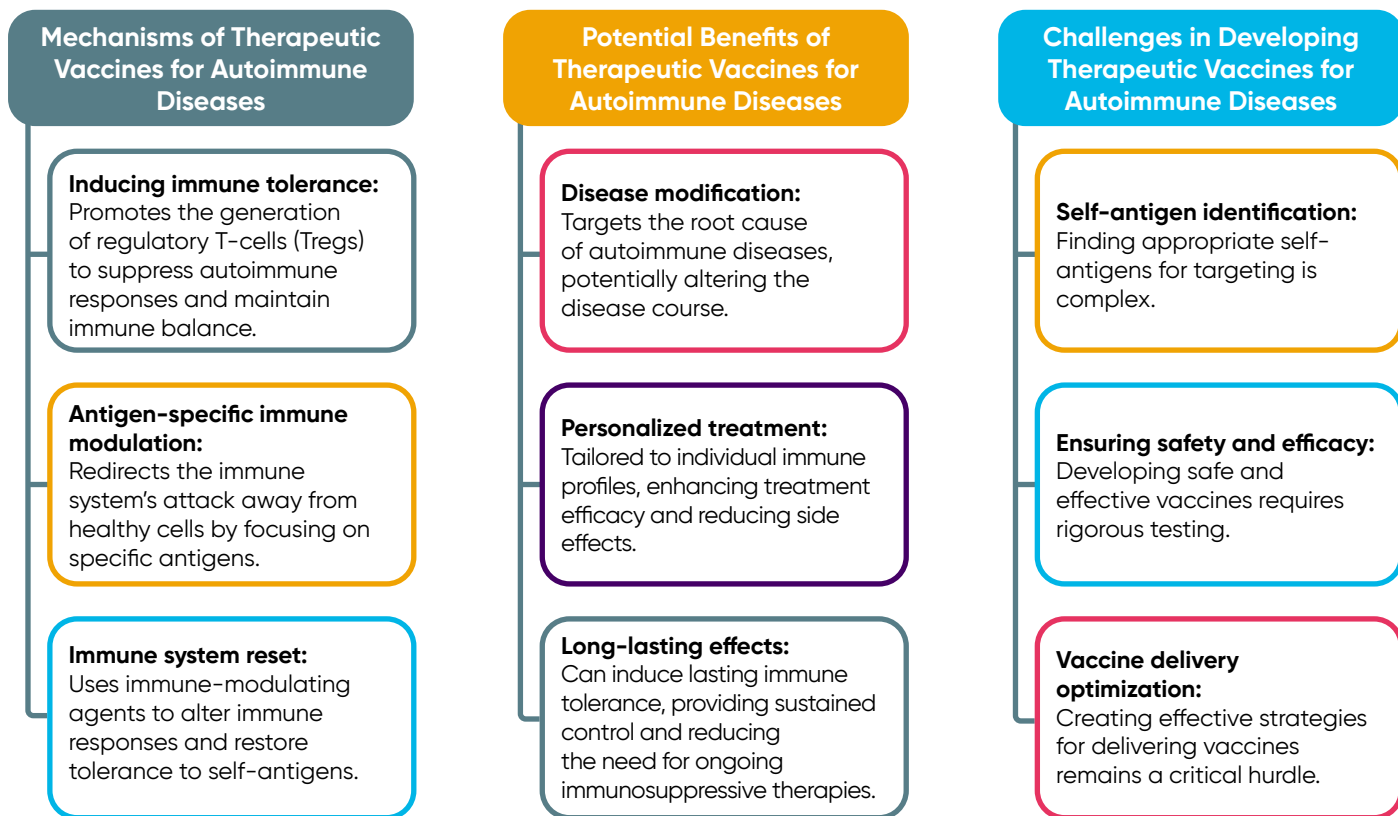 Mechanisms of Therapeutic
Vaccines for Autoimmune
Diseases
Inducing immune tolerance:
Promotes the generation
of regulatory T-cells (Tregs)
to suppress autoimmune
responses and maintain
immune balance.
Antigen-specific immune
modulation:
Redirects the immune
system’s attack away from
healthy cells by focusing on
specific antigens.
Immune system reset:
Uses immune-modulating
agents to alter immune
responses and restore
tolerance to self-antigens.
Potential Benefits of
Therapeutic Vaccines for
Autoimmune Diseases
Disease modification:
Targets the root cause
of autoimmune diseases,
potentially altering the
disease course.
Personalized treatment:
Tailored to individual immune
profiles, enhancing treatment
efficacy and reducing side
effects.
Long-lasting effects:
Can induce lasting immune
tolerance, providing sustained
control and reducing
the need for ongoing
immunosuppressive therapies.
Challenges in Developing
Therapeutic Vaccines for
Autoimmune Diseases
Self-antigen identification:
Finding appropriate self-
antigens for targeting is
complex.
Ensuring safety and efficacy:
Developing safe and
effective vaccines requires
rigorous testing.
Vaccine delivery
optimization:
Creating effective strategies
for delivering vaccines
remains a critical hurdle.